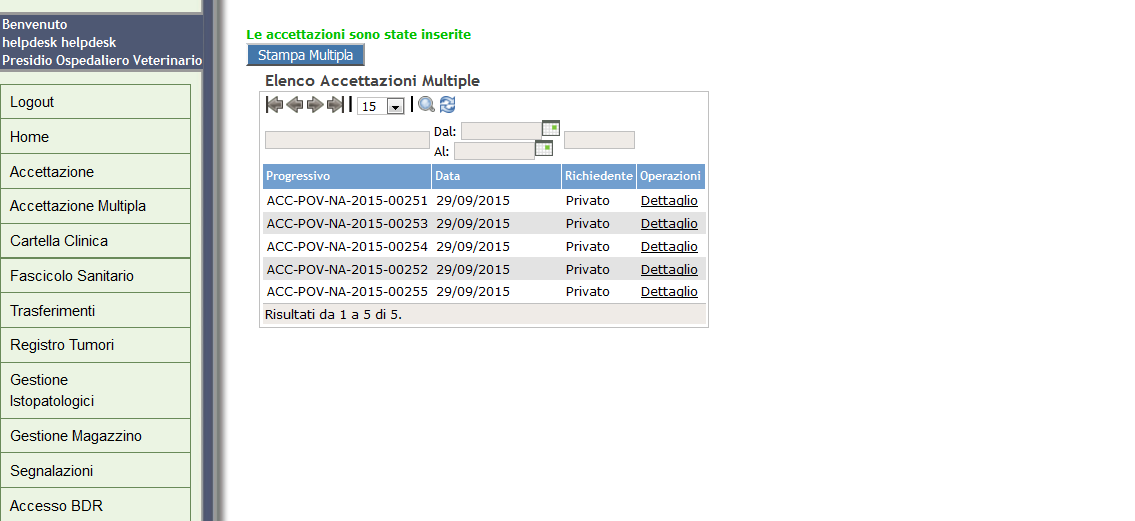 Benvenuto
helpdesk helpdesk
Presidio Ospedaliero Veterinario
Logout
Home
Accettazione
Accettazione Multipla
Cartella Clinica
Fascicolo Sanitario
Trasferimenti
Registro Tumori
Gestione
Istopatologici
Gestione Magazzino
Segnalazioni
Accesso BDR
Le accettazioni sono state inserite
Stampa Multipla
Elenco Accettazioni Multiple
15
Dal:
Al:
Progressivo Data Richiedente Operazioni
ACC-POV-NA-2015-00251 29/09/2015 Privato Dettaglio
ACC-POV-NA-2015-00253 29/09/2015 Privato Dettaglio
ACC-POV-NA-2015-00254 29/09/2015 Privato Dettaglio
ACC-POV-NA-2015-00252 29/09/2015 Privato Dettaglio
ACC-POV-NA-2015-00255 29/09/2015 Privato Dettaglio
Risultati da 1 a 5 di 5.